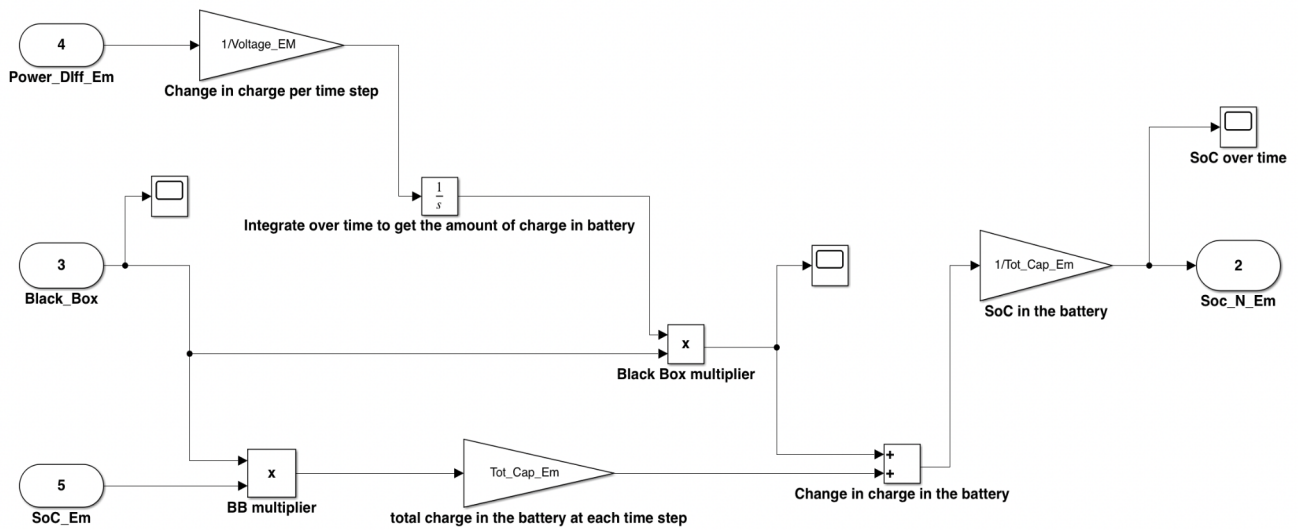 4
Power_DIff_Em
1/Voltage_EM
Change in charge per time step
SoC over time
1
s
Integrate over time to get the amount of charge in battery
3
Black_Box
1/Tot_Cap_Em
SoC in the battery
2
Soc_N_Em
x
Black Box multiplier
5
SoC_Em
x
BB multiplier
Tot_Cap_Em
total charge in the battery at each time step
+
+
Change in charge in the battery